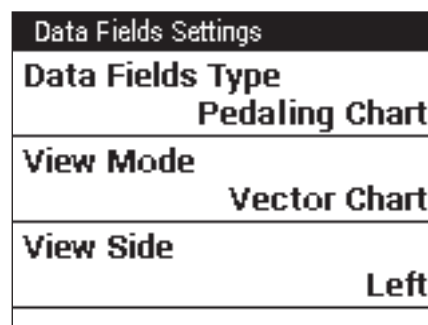 Data Fields Settings
Data Fields Type
Pedaling Chart
View Mode
Vector Chart
View Side
Left